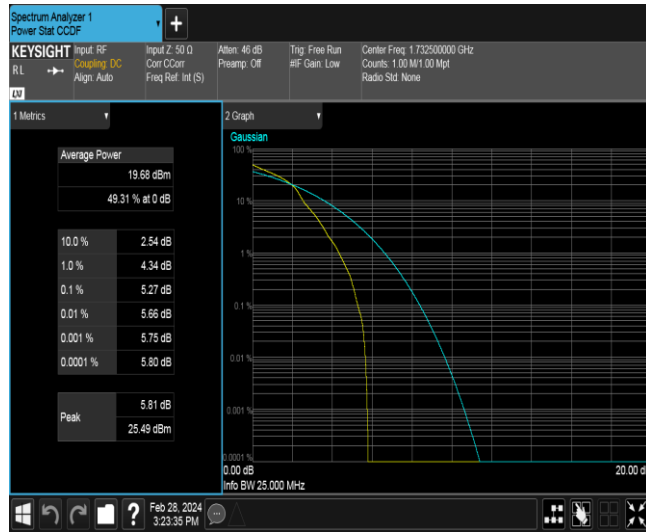 Spectrum Analyzer 1
Power Stat CCDF
KEYSIGHT
RL
LXI
Input: RF
Coupling: DC
Align: Auto
Input Z: 50 Ω
Corr CCorr
Freq Ref: Int (S)
Atten: 46 dB
Preamp: Off
Trig: Free Run
#IF Gain: Low
Center Freq: 1.732500000 GHz
Counts: 1.00 M/1.00 Mpt
Radio Std: None
1 Metrics
Average Power
19.68 dBm
49.31 % at 0 dB
10.0 % 2.54 dB
1.0 % 4.34 dB
0.1 % 5.27 dB
0.01 % 5.66 dB
0.001 % 5.75 dB
0.0001 % 5.80 dB
Peak
5.81 dB
25.49 dBm
2 Graph
Gaussian
100 %
10 %
1 %
0.1 %
0.01 %
0.001 %
0.0001 %
0.00 dB
20.00 d
Info BW 25.000 MHz
?
Feb 28, 2024
3:23:35 PM